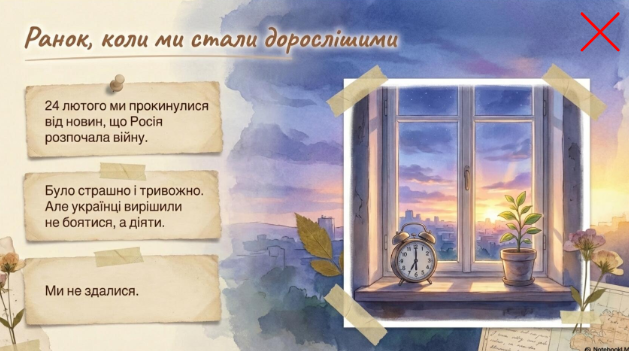 Ранок, коли ми стали дорослішими
24 лютого ми прокинулися
від новин, що Росія
розпочала війну.
Було страшно і тривожно.
Але українці вирішили
не боятися, а діяти.
Ми не здалися.
NotebookLM